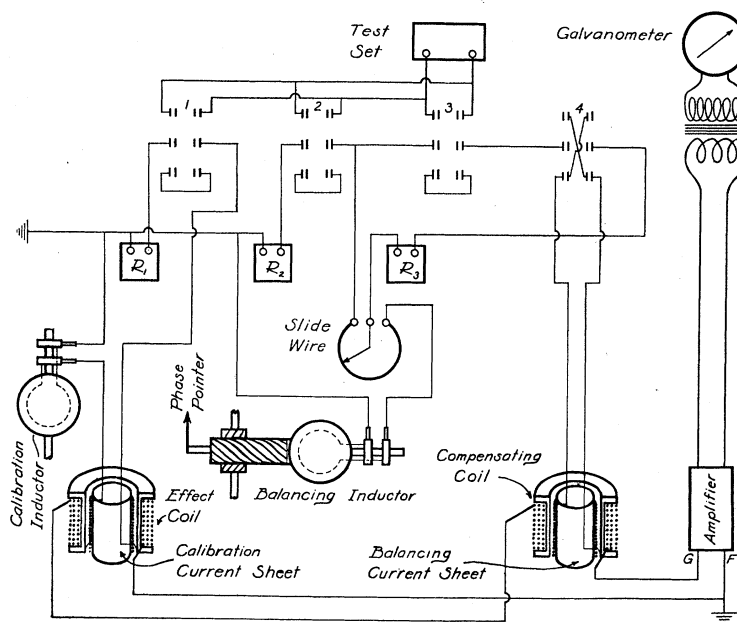 Test
Set
Galvanometer
1
2
3
4
R1
R2
R3
Slide
Wire
Phase
Pointer
Calibration
Inductor
Balancing Inductor
Compensating
Coil
Effect
Coil
Calibration
Current Sheet
Balancing
Current Sheet
Amplifier
G
F